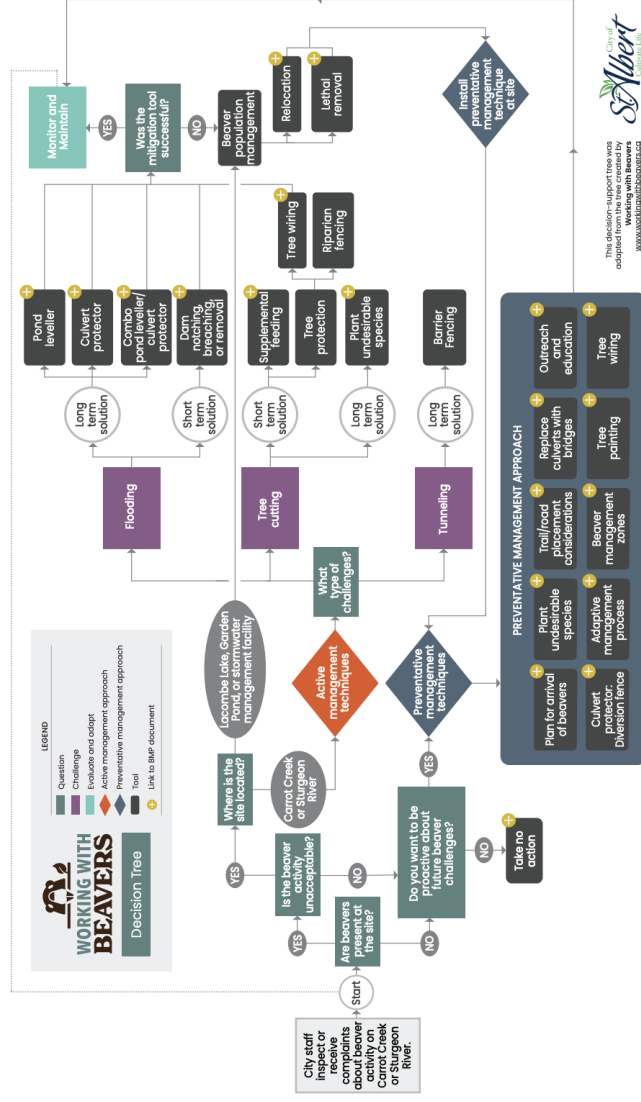 WORKING WITH
BEAVERS
Decision Tree
LEGEND
Question
Challenge
Evaluate and adapt
Active management approach
Preventative management approach
Tool
Link to BMP document
City staff
inspect or
receive
complaints
about beaver
activity on
Carrot Creek
or Sturgeon
River.
Start
Are beavers
present at
the site?
YES
NO
Is the beaver
activity
unacceptable?
YES
NO
Where is the
site located?
Lacombe Lake, Garden
Pond, or stormwater
management facility
Carrot Creek
or Sturgeon
River
Do you want to be
proactive about
future beaver
challenges?
YES
NO
Take no
action
Active
management
techniques
Preventative
management
techniques
What
type of
challenges?
Flooding
Tree
cutting
Tunneling
Long
term
solution
Short
term
solution
Short
term
solution
Long
term
solution
Long
term
solution
Pond
leveller
Culvert
protector
Combo
pond leveller/
culvert
protector
Dam
notching,
breaching,
or removal
Supplemental
feeding
Tree
protection
Plant
undesirable
species
Barrier
Fencing
Tree wiring
Riparian
fencing
Monitor and
Maintain
YES
Was the
mitigation tool
successful?
NO
Beaver
population
management
Relocation
Lethal
removal
Install
preventative
management
technique
at site
PREVENTATIVE MANAGEMENT APPROACH
Plan for arrival
of beavers
Plant
undesirable
species
Trail/road
placement
considerations
Replace
culverts with
bridges
Outreach
and
education
Culvert
protector:
Diversion fence
Adaptive
management
process
Beaver
management
zones
Tree
painting
Tree
wiring
City of
St Albert
Cultivate Life
This decision-support tree was
adapted from the tree created by
Working with Beavers
www.workingwithbeavers.ca